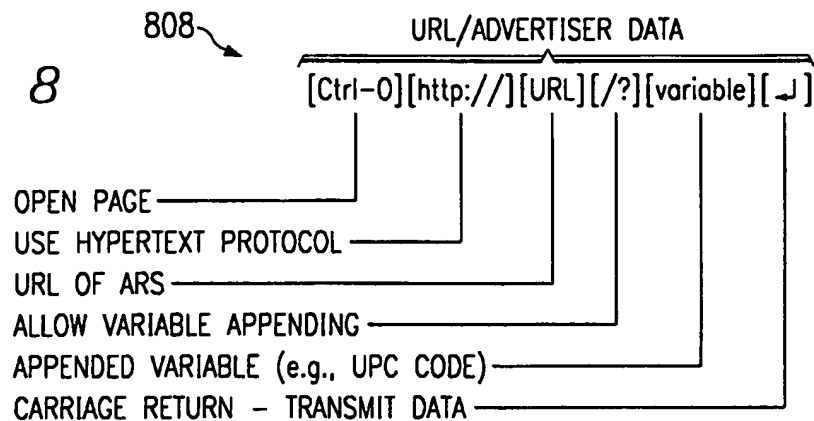 808
URL/ADVERTISER DATA
8
[Ctrl-O][http://][URL][/?][variable][↵]
OPEN PAGE
USE HYPERTEXT PROTOCOL
URL OF ARS
ALLOW VARIABLE APPENDING
APPENDED VARIABLE (e.g., UPC CODE)
CARRIAGE RETURN – TRANSMIT DATA